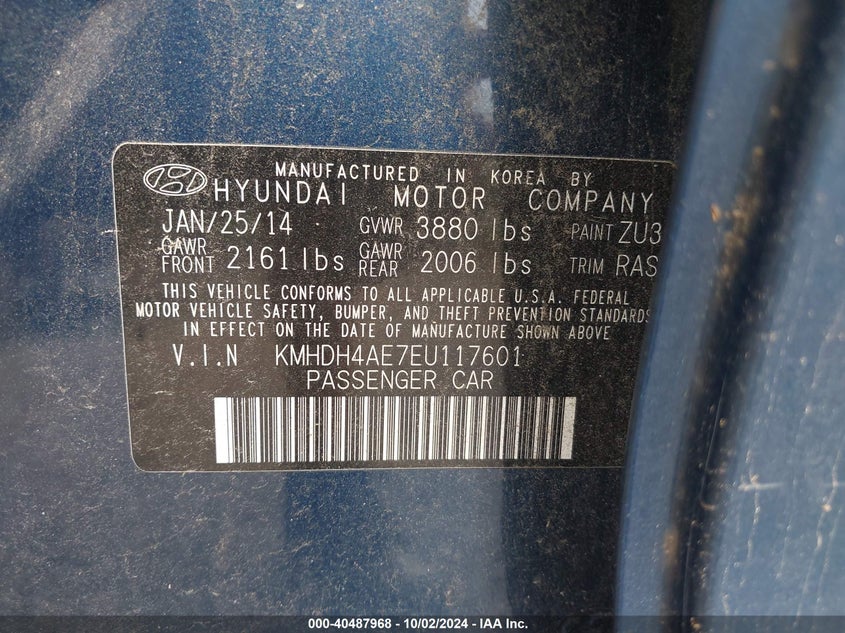 MANUFACTURED IN KOREA BY
HYUNDAI MOTOR COMPANY
JAN/25/14 GVWR 3880 lbs PAINT ZU3
GAWR FRONT 2161 lbs GAWR REAR 2006 lbs TRIM RAS
THIS VEHICLE CONFORMS TO ALL APPLICABLE U.S.A. FEDERAL
MOTOR VEHICLE SAFETY, BUMPER, AND THEFT PREVENTION STANDARDS
IN EFFECT ON THE DATE OF MANUFACTURE SHOWN ABOVE
V.I.N KMHDH4AE7EU117601
PASSENGER CAR
000-40487968 - 10/02/2024 - IAA Inc.